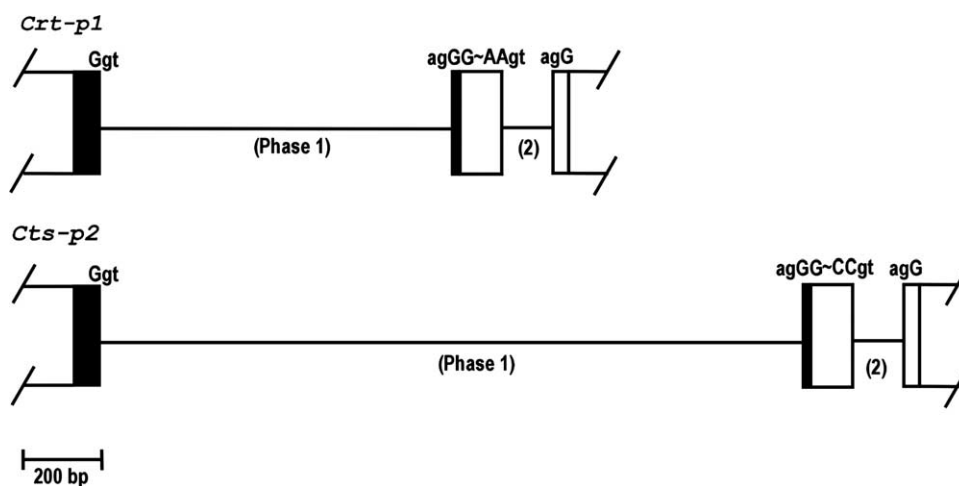 Crt-p1
Ggt agGG~AAgt agG
(Phase 1) (2)
Cts-p2
Ggt agGG~CCgt agG
(Phase 1) (2)
200 bp